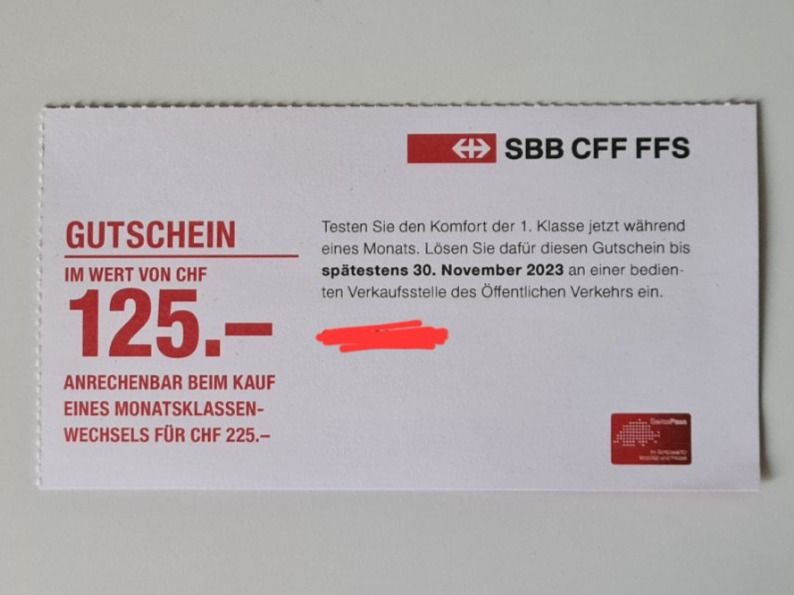 SBB CFF FFS
GUTSCHEIN
IM WERT VON CHF
125.–
ANRECHENBAR BEIM KAUF
EINES MONATSKLASSEN-
WECHSELS FÜR CHF 225.–
Testen Sie den Komfort der 1. Klasse jetzt während
eines Monats. Lösen Sie dafür diesen Gutschein bis
spätestens 30. November 2023 an einer bedien-
ten Verkaufsstelle des Öffentlichen Verkehrs ein.
SwissPass